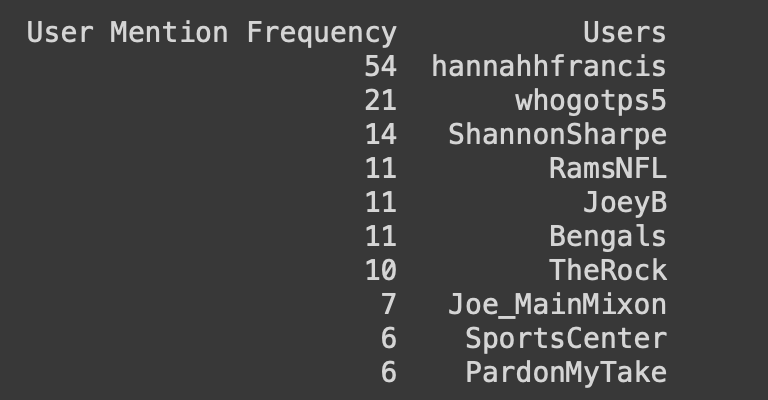 User Mention Frequency Users
54 hannahhfrancis
21 whogotps5
14 ShannonSharpe
11 RamsNFL
11 JoeyB
11 Bengals
10 TheRock
7 Joe_MainMixon
6 SportsCenter
6 PardonMyTake